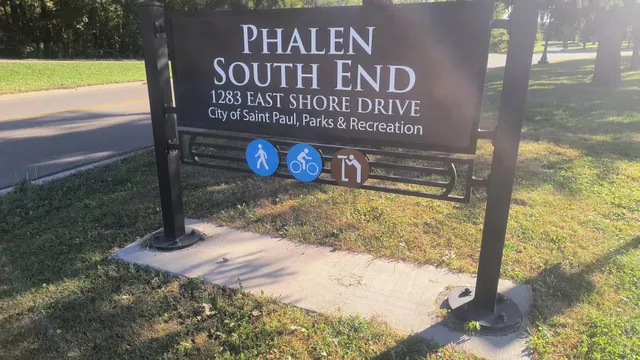 PHALEN
SOUTH END
1283 EAST SHORE DRIVE
City of Saint Paul, Parks & Recreation